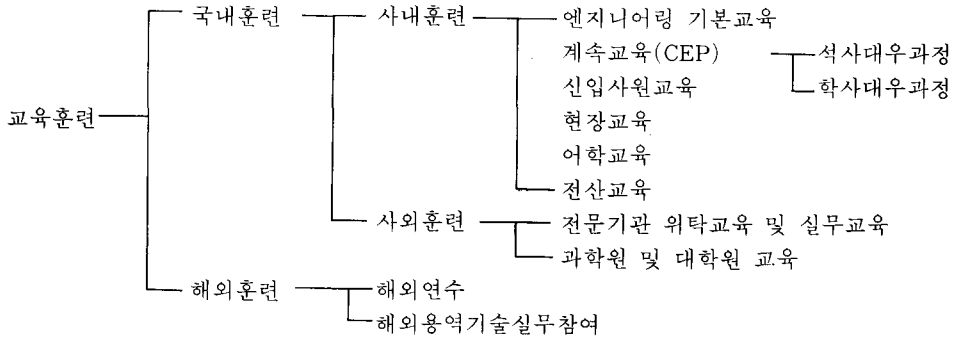 국내훈련 사내훈련 엔지니어링 기본교육
계속교육(CEP) 석사대우과정
신입사원교육 학사대우과정
교육훈련 현장교육
어학교육
전산교육
사외훈련 전문기관 위탁교육 및 실무교육
과학원 및 대학원 교육
해외훈련 해외연수
해외용역기술실무참여